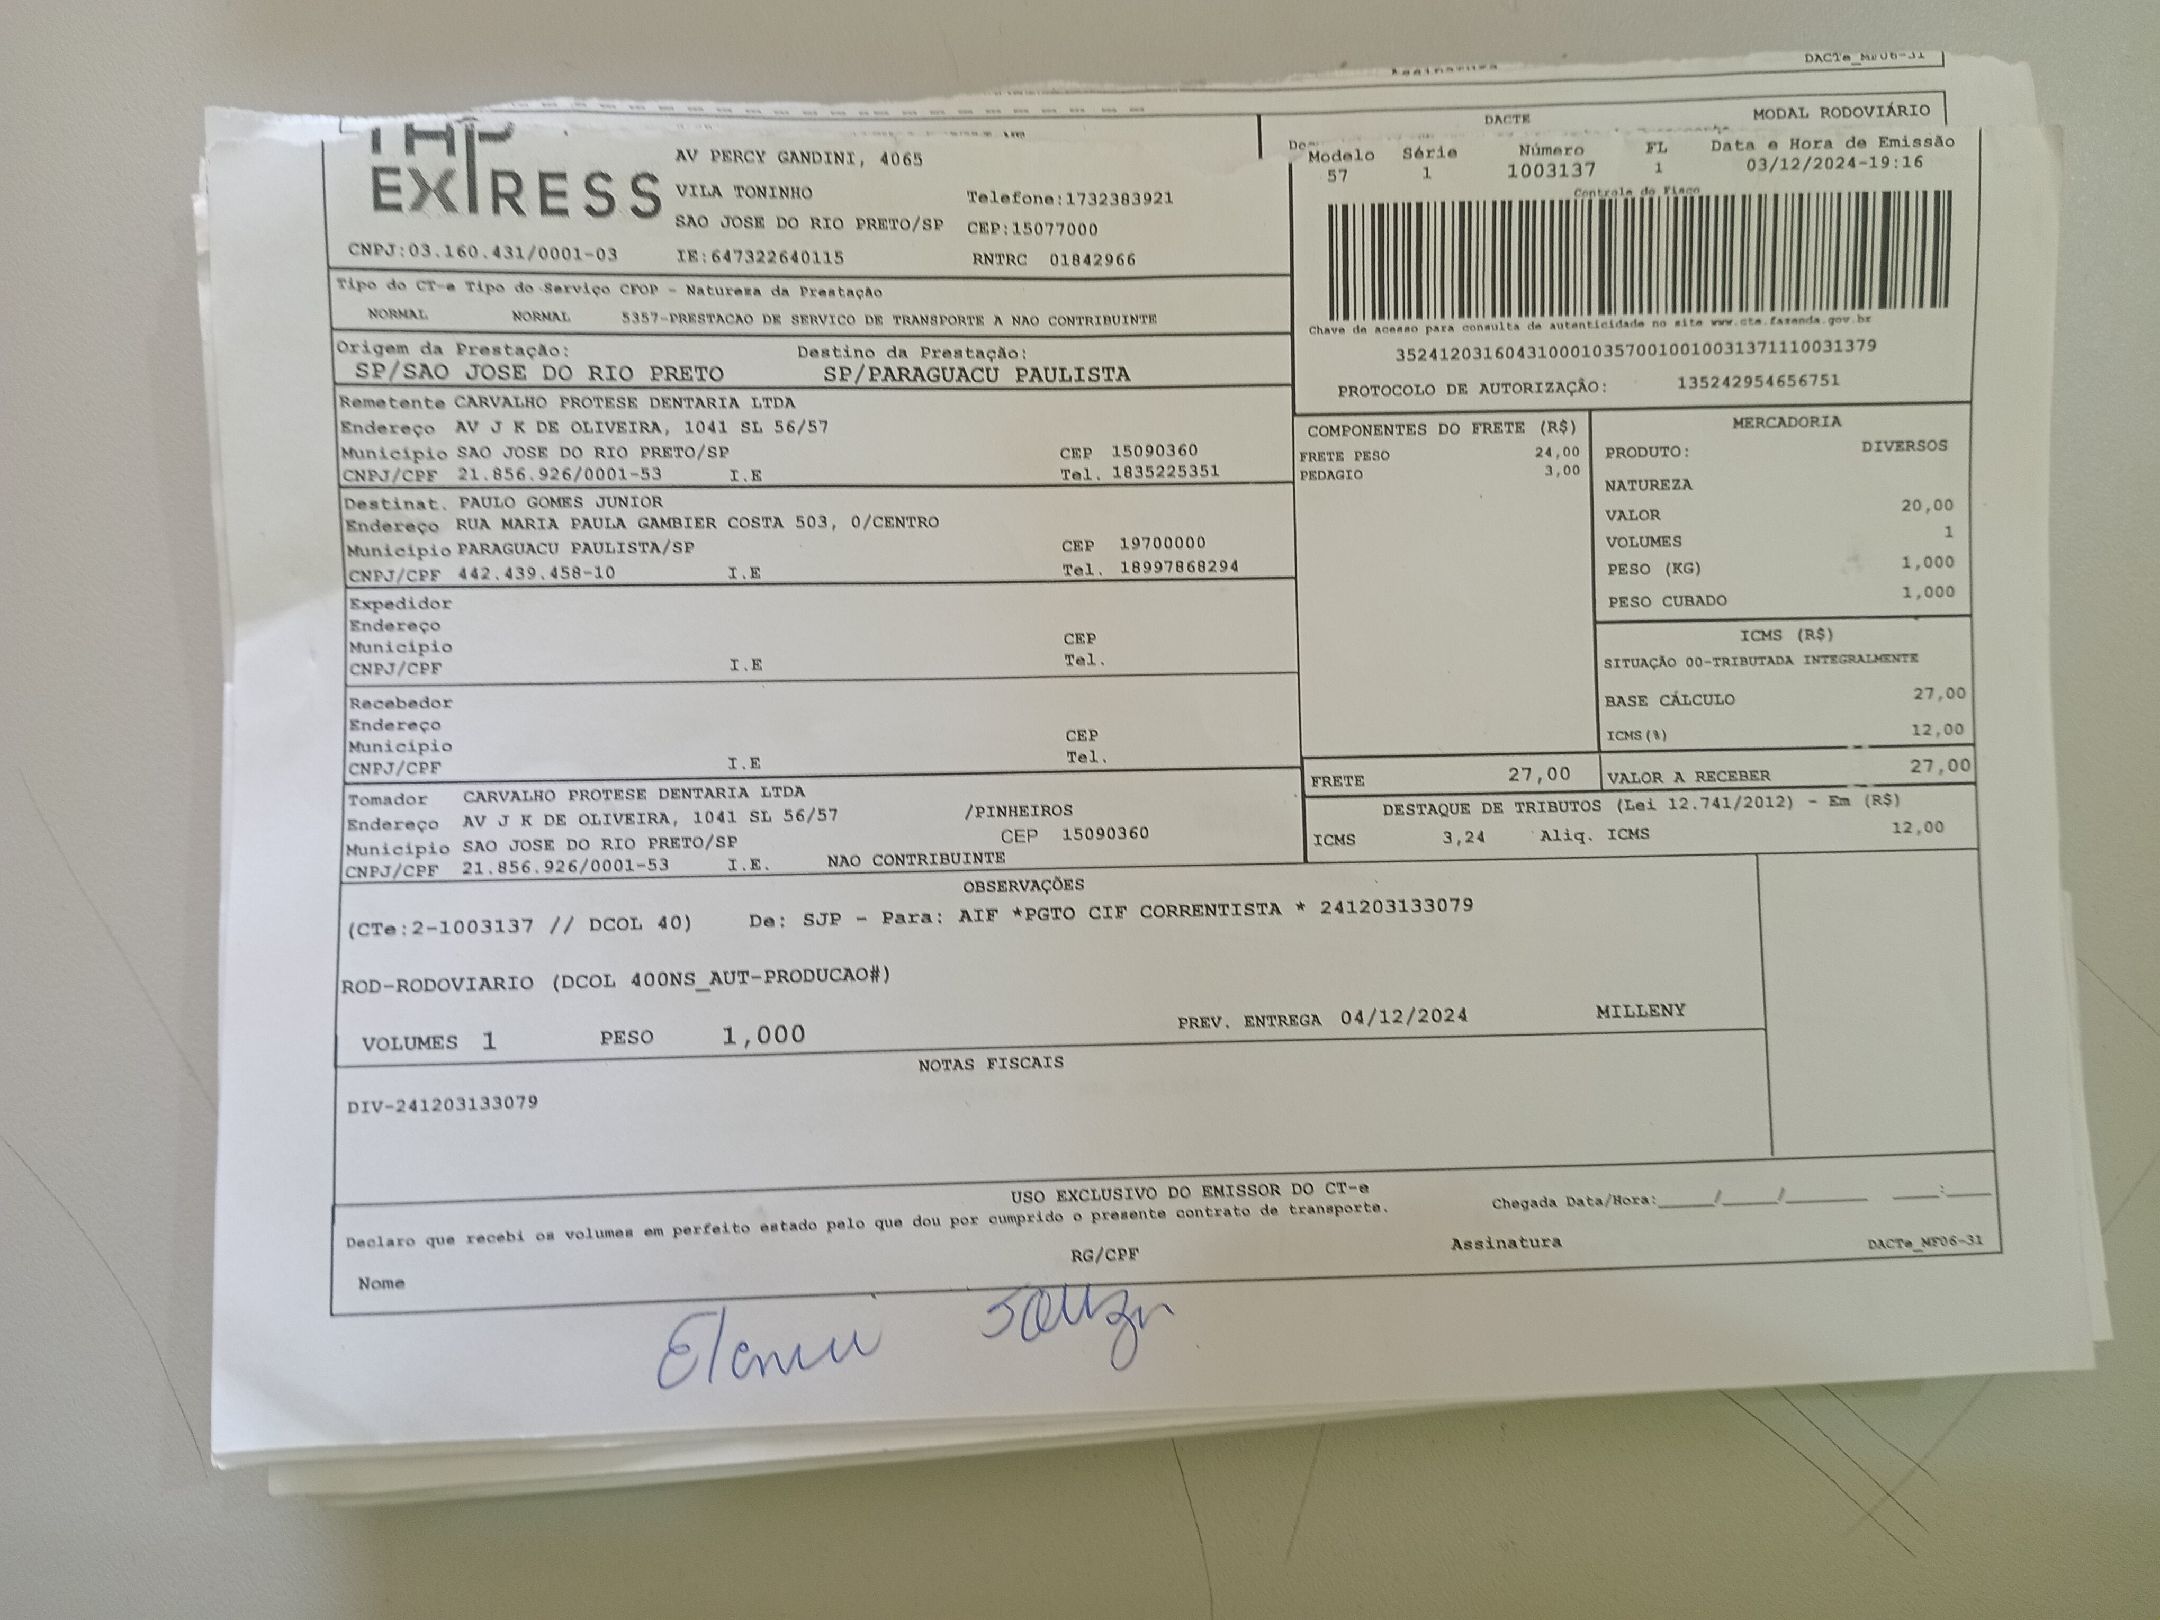 Assinatura
DACTe_MF06-31
DACTE
MODAL RODOVIÁRIO
EXPRESS
AV PERCY GANDINI, 4065
VILA TONINHO
Telefone:1732383921
SAO JOSE DO RIO PRETO/SP CEP:15077000
CNPJ:03.160.431/0001-03 IE:647322640115 RNTRC 01842966
Modelo Série Número FL Data e Hora de Emissão
57 1 1003137 1 03/12/2024-19:16
Controle do Fisco
Chave de acesso para consulta de autenticidade no site www.cte.fazenda.gov.br
35241203160431000103570010010031371110031379
PROTOCOLO DE AUTORIZAÇÃO: 135242954656751
Tipo do CT-e Tipo do Serviço CFOP - Natureza da Prestação
NORMAL NORMAL 5357-PRESTACAO DE SERVICO DE TRANSPORTE A NAO CONTRIBUINTE
Origem da Prestação: Destino da Prestação:
SP/SAO JOSE DO RIO PRETO SP/PARAGUACU PAULISTA
Remetente CARVALHO PROTESE DENTARIA LTDA
Endereço AV J K DE OLIVEIRA, 1041 SL 56/57
Município SAO JOSE DO RIO PRETO/SP CEP 15090360
CNPJ/CPF 21.856.926/0001-53 I.E Tel. 1835225351
Destinat. PAULO GOMES JUNIOR
Endereço RUA MARIA PAULA GAMBIER COSTA 503, 0/CENTRO
Município PARAGUACU PAULISTA/SP CEP 19700000
CNPJ/CPF 442.439.458-10 I.E Tel. 18997868294
Expedidor
Endereço
Município CEP
CNPJ/CPF I.E Tel.
Recebedor
Endereço
Município CEP
CNPJ/CPF I.E Tel.
Tomador CARVALHO PROTESE DENTARIA LTDA
Endereço AV J K DE OLIVEIRA, 1041 SL 56/57 /PINHEIROS
Município SAO JOSE DO RIO PRETO/SP CEP 15090360
CNPJ/CPF 21.856.926/0001-53 I.E. NAO CONTRIBUINTE
COMPONENTES DO FRETE (R$)
FRETE PESO 24,00
PEDAGIO 3,00
FRETE 27,00
MERCADORIA
PRODUTO: DIVERSOS
NATUREZA
VALOR 20,00
VOLUMES 1
PESO (KG) 1,000
PESO CUBADO 1,000
ICMS (R$)
SITUAÇÃO 00-TRIBUTADA INTEGRALMENTE
BASE CÁLCULO 27,00
ICMS(%) 12,00
VALOR A RECEBER 27,00
DESTAQUE DE TRIBUTOS (Lei 12.741/2012) - Em (R$)
ICMS 3,24 Aliq. ICMS 12,00
OBSERVAÇÕES
(CTe:2-1003137 // DCOL 40) De: SJP - Para: AIF *PGTO CIF CORRENTISTA * 241203133079
ROD-RODOVIARIO (DCOL 400NS_AUT-PRODUCAO#)
VOLUMES 1 PESO 1,000 PREV. ENTREGA 04/12/2024 MILLENY
NOTAS FISCAIS
DIV-241203133079
USO EXCLUSIVO DO EMISSOR DO CT-e
Declaro que recebi os volumes em perfeito estado pelo que dou por cumprido o presente contrato de transporte.
Chegada Data/Hora:_____/_____/_______ ____:____
Nome RG/CPF Assinatura DACTe_MF06-31